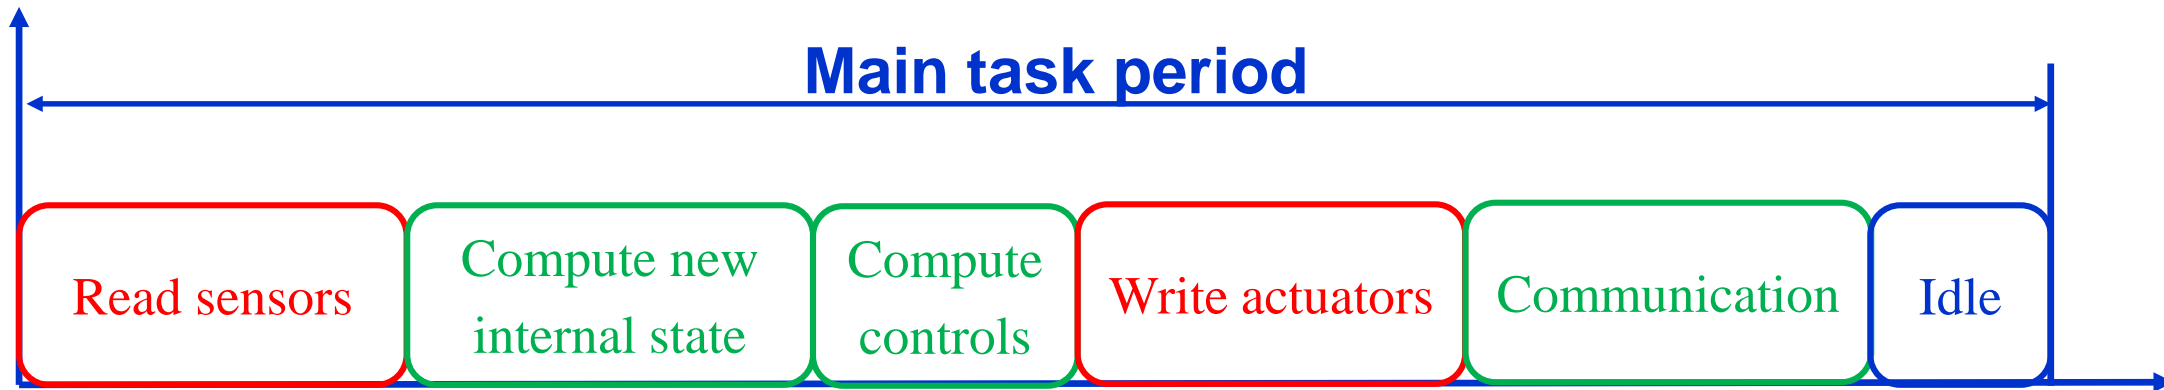 Main task period
Read sensors
Compute new
internal state
Compute
controls
Write actuators
Communication
Idle